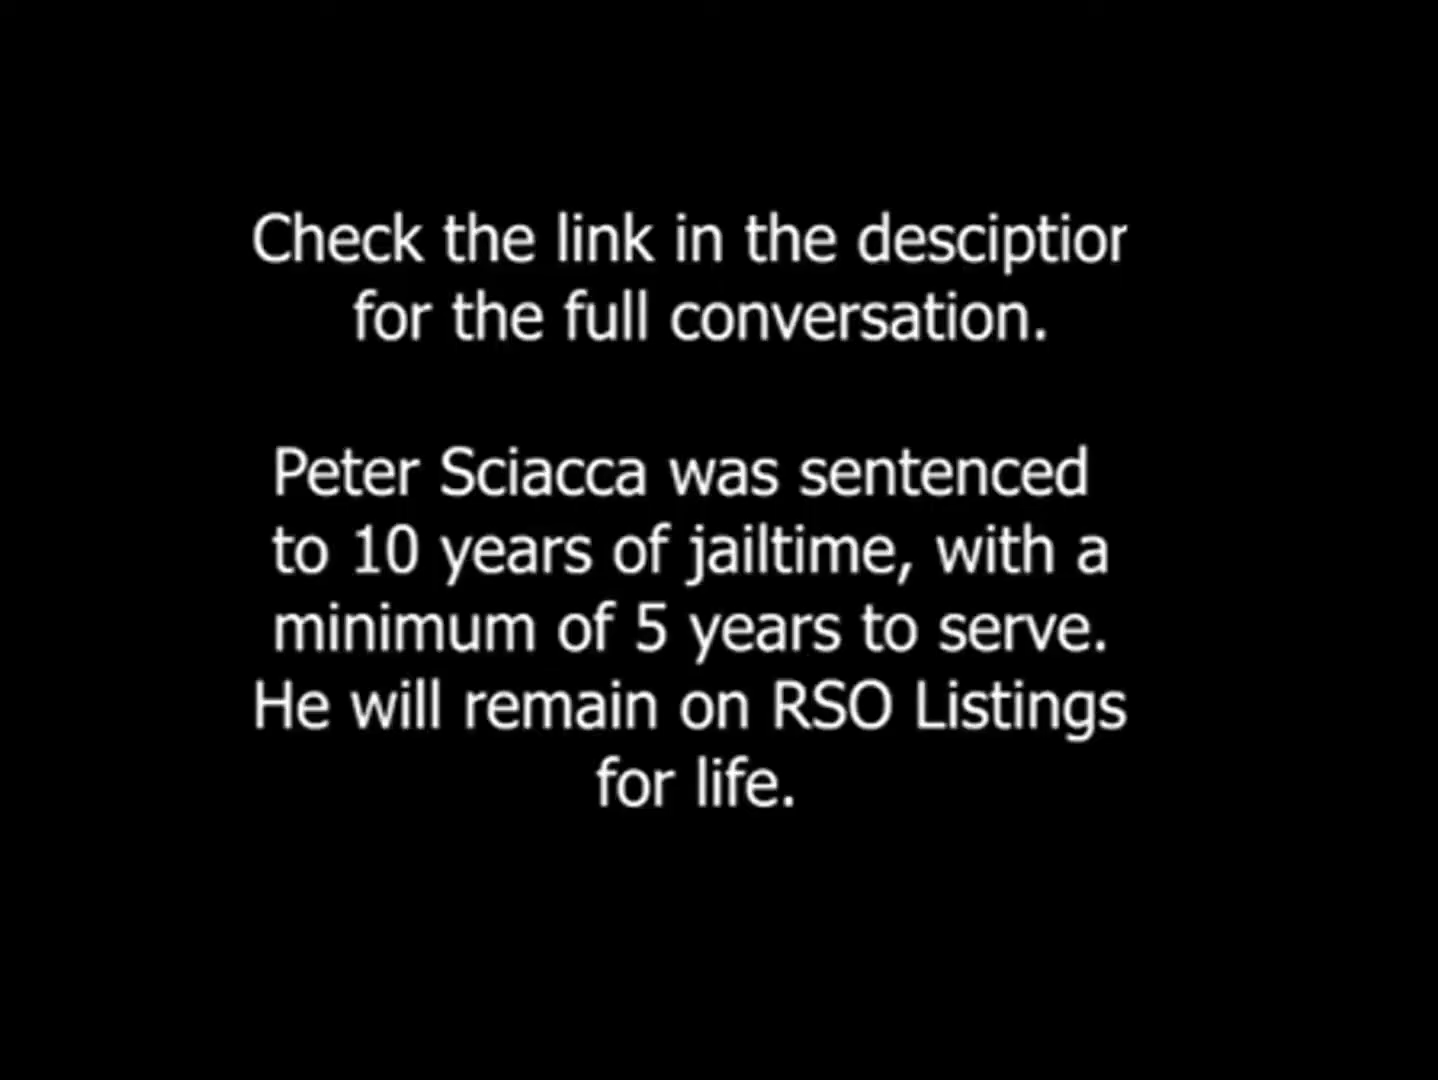 Check the link in the desciptior
for the full conversation.
Peter Sciacca was sentenced
to 10 years of jailtime, with a
minimum of 5 years to serve.
He will remain on RSO Listings
for life.